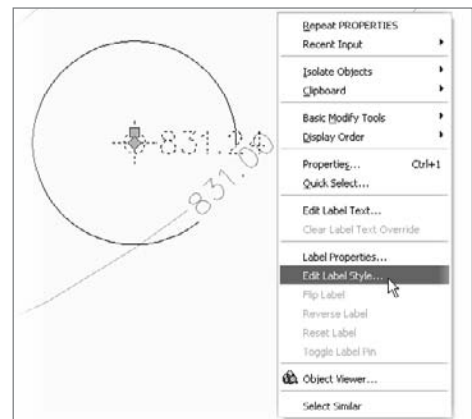 831.24
831.00
Repeat PROPERTIES
Recent Input
Isolate Objects
Clipboard
Basic Modify Tools
Display Order
Properties... Ctrl+1
Quick Select...
Edit Label Text...
Clear Label Text Override
Label Properties...
Edit Label Style...
Flip Label
Reverse Label
Reset Label
Toggle Label Pin
Object Viewer...
Select Similar